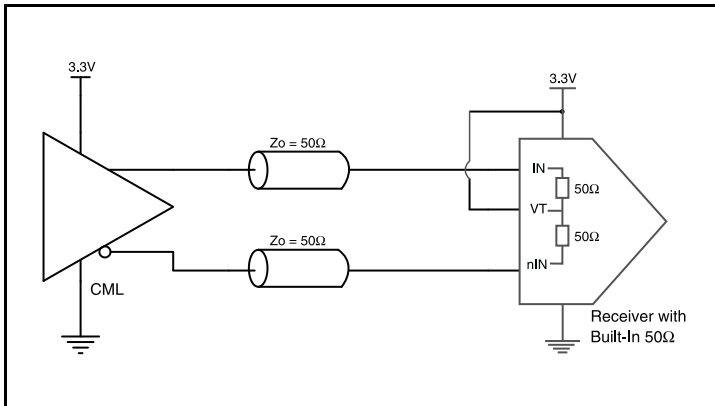 3.3V
3.3V
Zo = 50Ω
IN
50Ω
VT
50Ω
Zo = 50Ω
nIN
CML
Receiver with
Built-In 50Ω